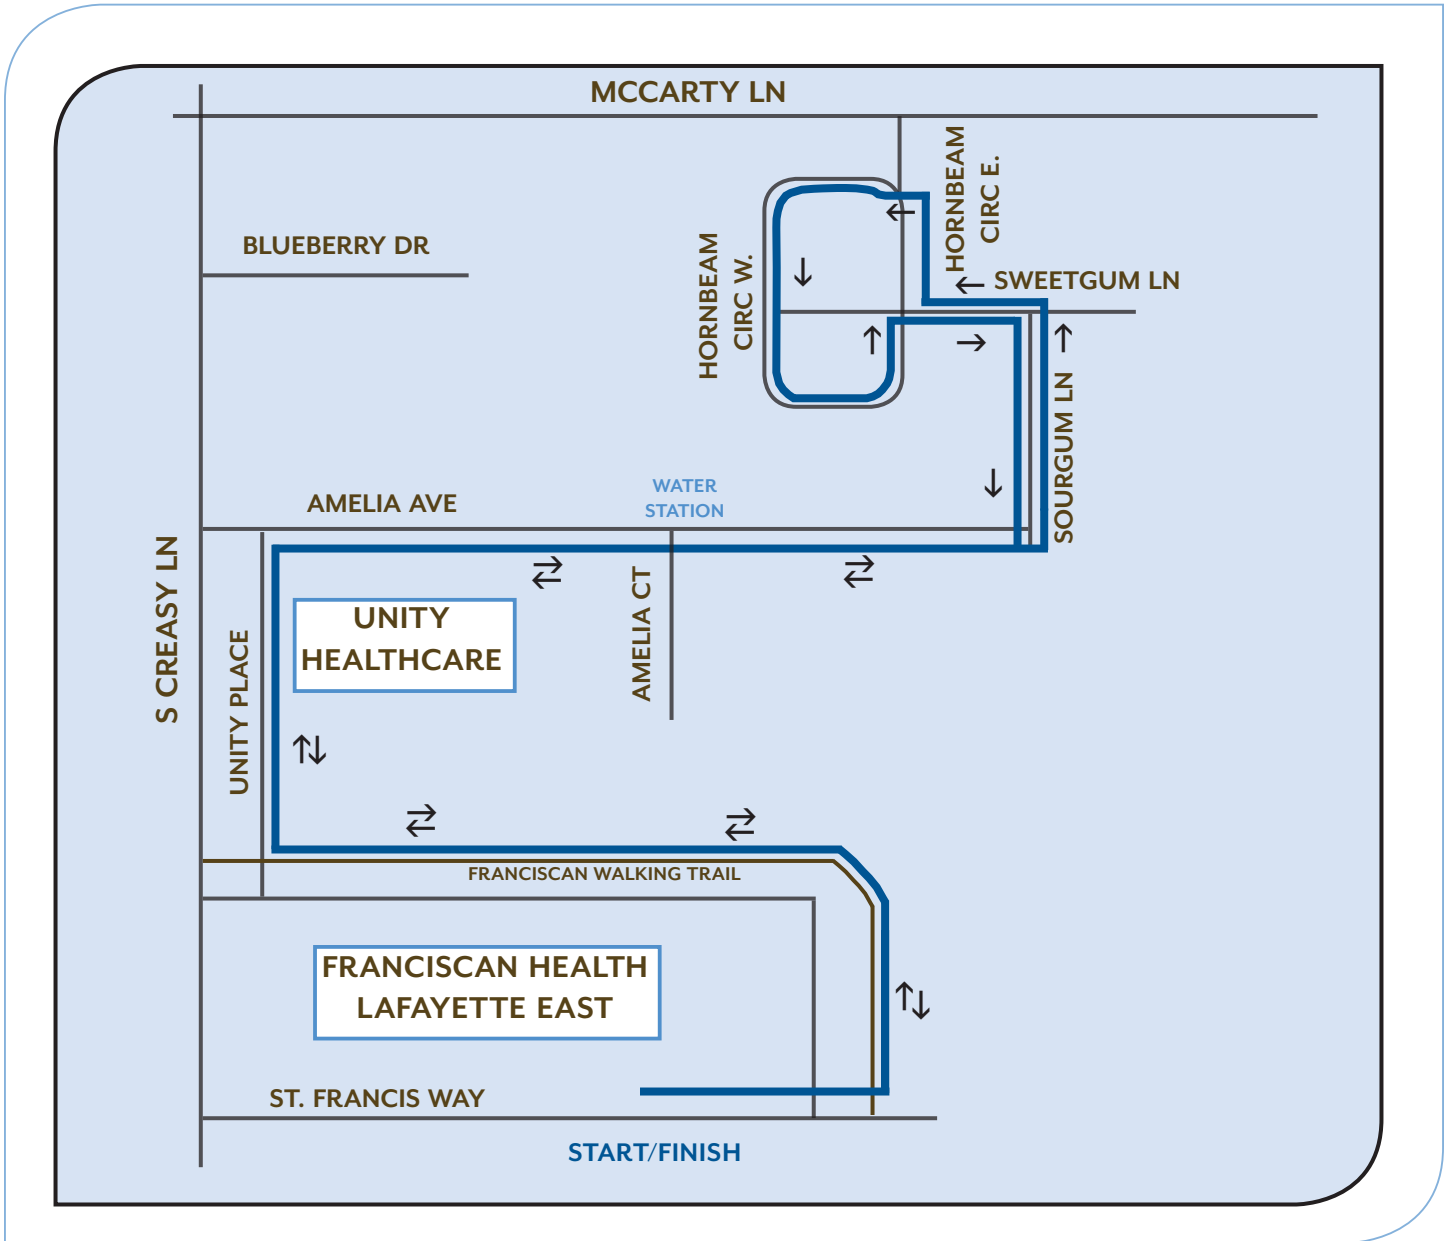 MCCARTY LN
HORNBEAM
CIRC E.
BLUEBERRY DR
HORNBEAM
CIRC W.
SWEETGUM LN
SOURGUM LN
AMELIA AVE
WATER
STATION
S CREASY LN
UNITY
HEALTHCARE
AMELIA CT
UNITY PLACE
FRANCISCAN WALKING TRAIL
FRANCISCAN HEALTH
LAFAYETTE EAST
ST. FRANCIS WAY
START/FINISH